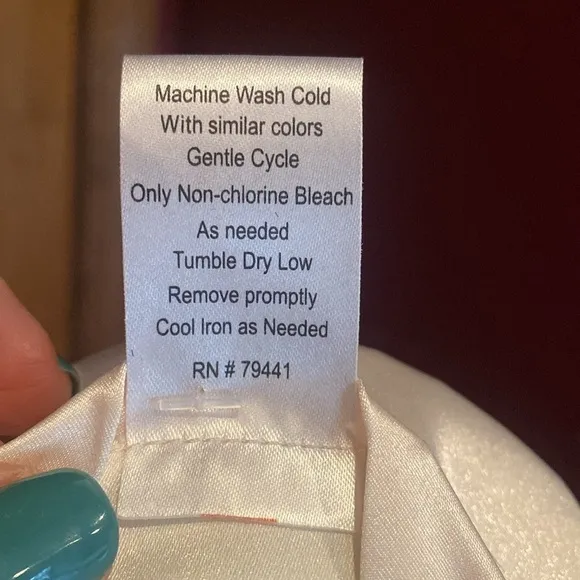 Machine Wash Cold
With similar colors
Gentle Cycle
Only Non-chlorine Bleach
As needed
Tumble Dry Low
Remove promptly
Cool Iron as Needed
RN # 79441